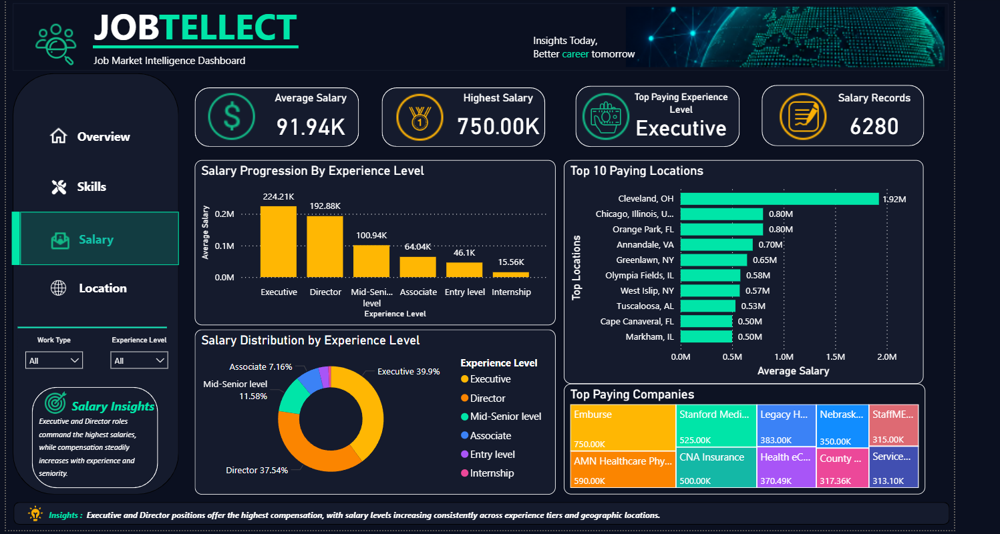 JOBTELLECT
Job Market Intelligence Dashboard
Insights Today,
Better career tomorrow
Overview
Skills
Salary
Location
Work Type
Experience Level
All
All
Salary Insights
Executive and Director roles
command the highest salaries,
while compensation steadily
increases with experience and
seniority.
Average Salary
91.94K
Highest Salary
1
750.00K
Top Paying Experience
Level
Executive
Salary Records
6280
Salary Progression By Experience Level
Average Salary
0.2M
0.1M
0.0M
224.21K
192.88K
100.94K
64.04K
46.1K
15.56K
Executive
Director
Mid-Seni...
level
Associate
Entry level
Internship
Experience Level
Top 10 Paying Locations
Top Locations
Cleveland, OH
1.92M
Chicago, Illinois, U...
0.80M
Orange Park, FL
0.80M
Annandale, VA
0.70M
Greenlawn, NY
0.65M
Olympia Fields, IL
0.58M
West Islip, NY
0.57M
Tuscaloosa, AL
0.53M
Cape Canaveral, FL
0.50M
Markham, IL
0.50M
0.0M
0.5M
1.0M
1.5M
2.0M
Average Salary
Salary Distribution by Experience Level
Associate 7.16%
Mid-Senior level
11.58%
Executive 39.9%
Director 37.54%
Experience Level
Executive
Director
Mid-Senior level
Associate
Entry level
Internship
Top Paying Companies
Emburse
750.00K
AMN Healthcare Phy...
590.00K
Stanford Medi...
525.00K
CNA Insurance
500.00K
Legacy H...
383.00K
Health eC...
370.49K
Nebrask...
350.00K
County ...
317.36K
StaffME...
315.00K
Service...
313.10K
Insights : Executive and Director positions offer the highest compensation, with salary levels increasing consistently across experience tiers and geographic locations.